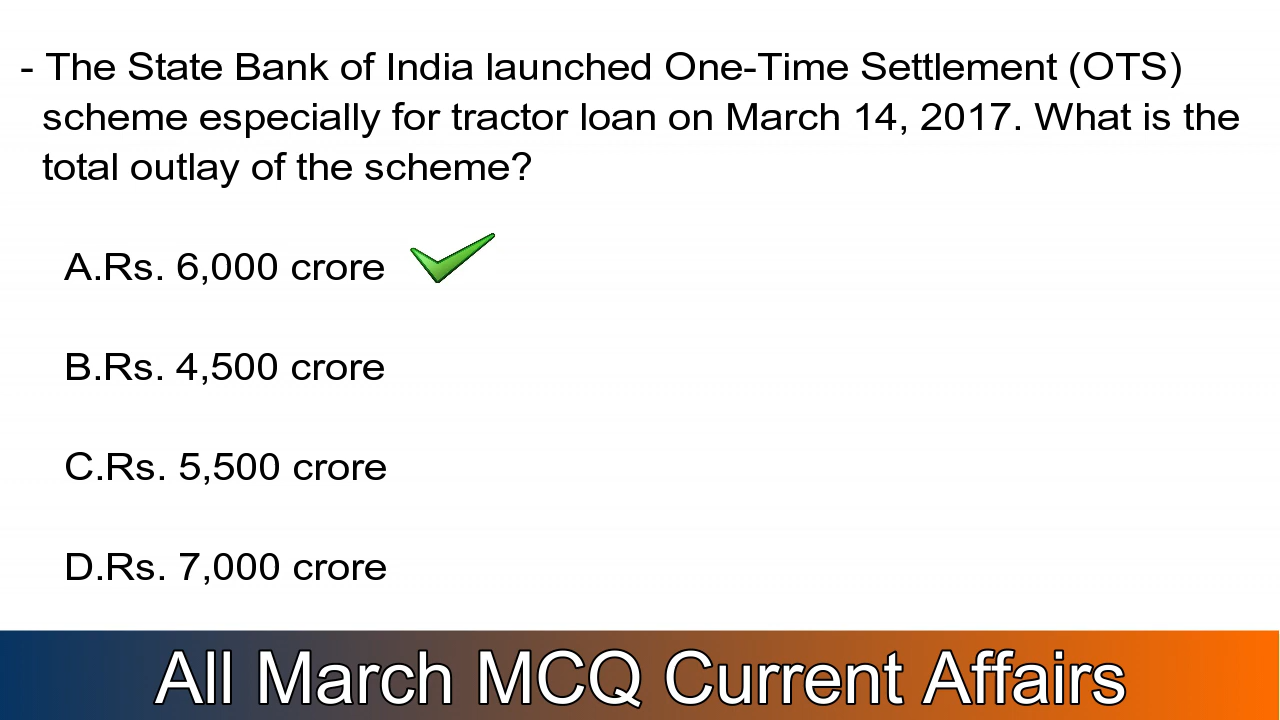 - The State Bank of India launched One-Time Settlement (OTS)
scheme especially for tractor loan on March 14, 2017. What is the
total outlay of the scheme?
A.Rs. 6,000 crore
B.Rs. 4,500 crore
C.Rs. 5,500 crore
D.Rs. 7,000 crore
All March MCQ Current Affairs